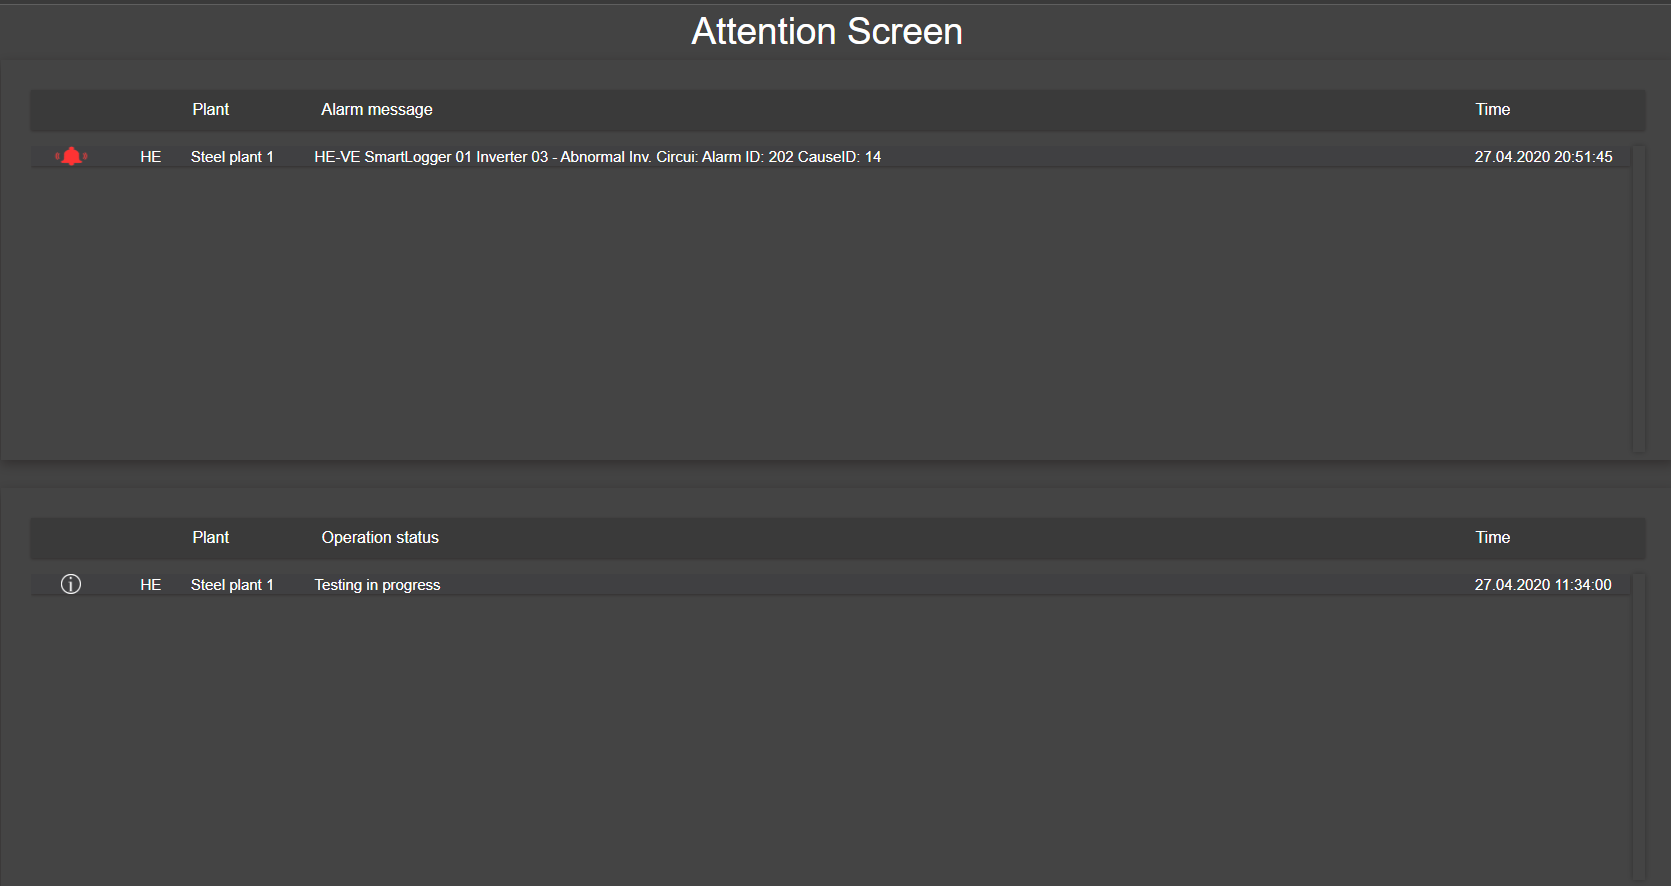 Attention Screen
Plant Alarm message Time
HE Steel plant 1 HE-VE SmartLogger 01 Inverter 03 - Abnormal Inv. Circui: Alarm ID: 202 CauseID: 14 27.04.2020 20:51:45
Plant Operation status Time
HE Steel plant 1 Testing in progress 27.04.2020 11:34:00